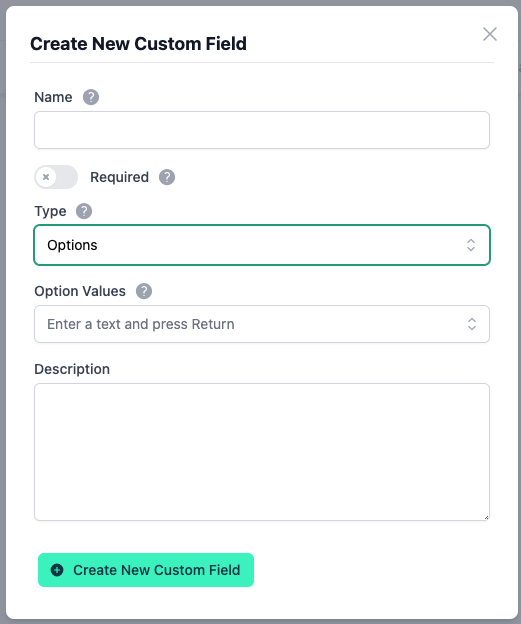 Create New Custom Field
Name ?
Required ?
Type ?
Options
Option Values ?
Enter a text and press Return
Description
Create New Custom Field